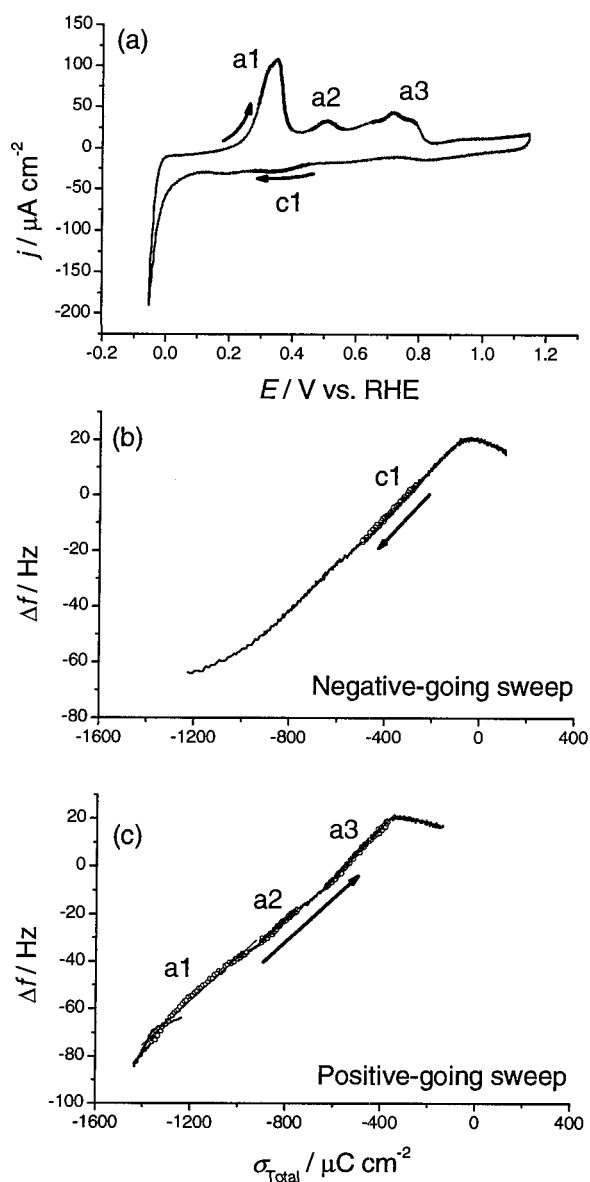 (a)
a1
a2
a3
c1
150
100
50
0
-50
-100
-150
-200
j / μA cm-2
-0.2 0.0 0.2 0.4 0.6 0.8 1.0 1.2
E / V vs. RHE
(b)
c1
20
0
-20
-40
-60
-80
Δf / Hz
Negative-going sweep
-1600 -1200 -800 -400 0 400
(c)
a3
a2
a1
20
0
-20
-40
-60
-80
-100
Δf / Hz
Positive-going sweep
-1600 -1200 -800 -400 0 400
σTotal / μC cm-2